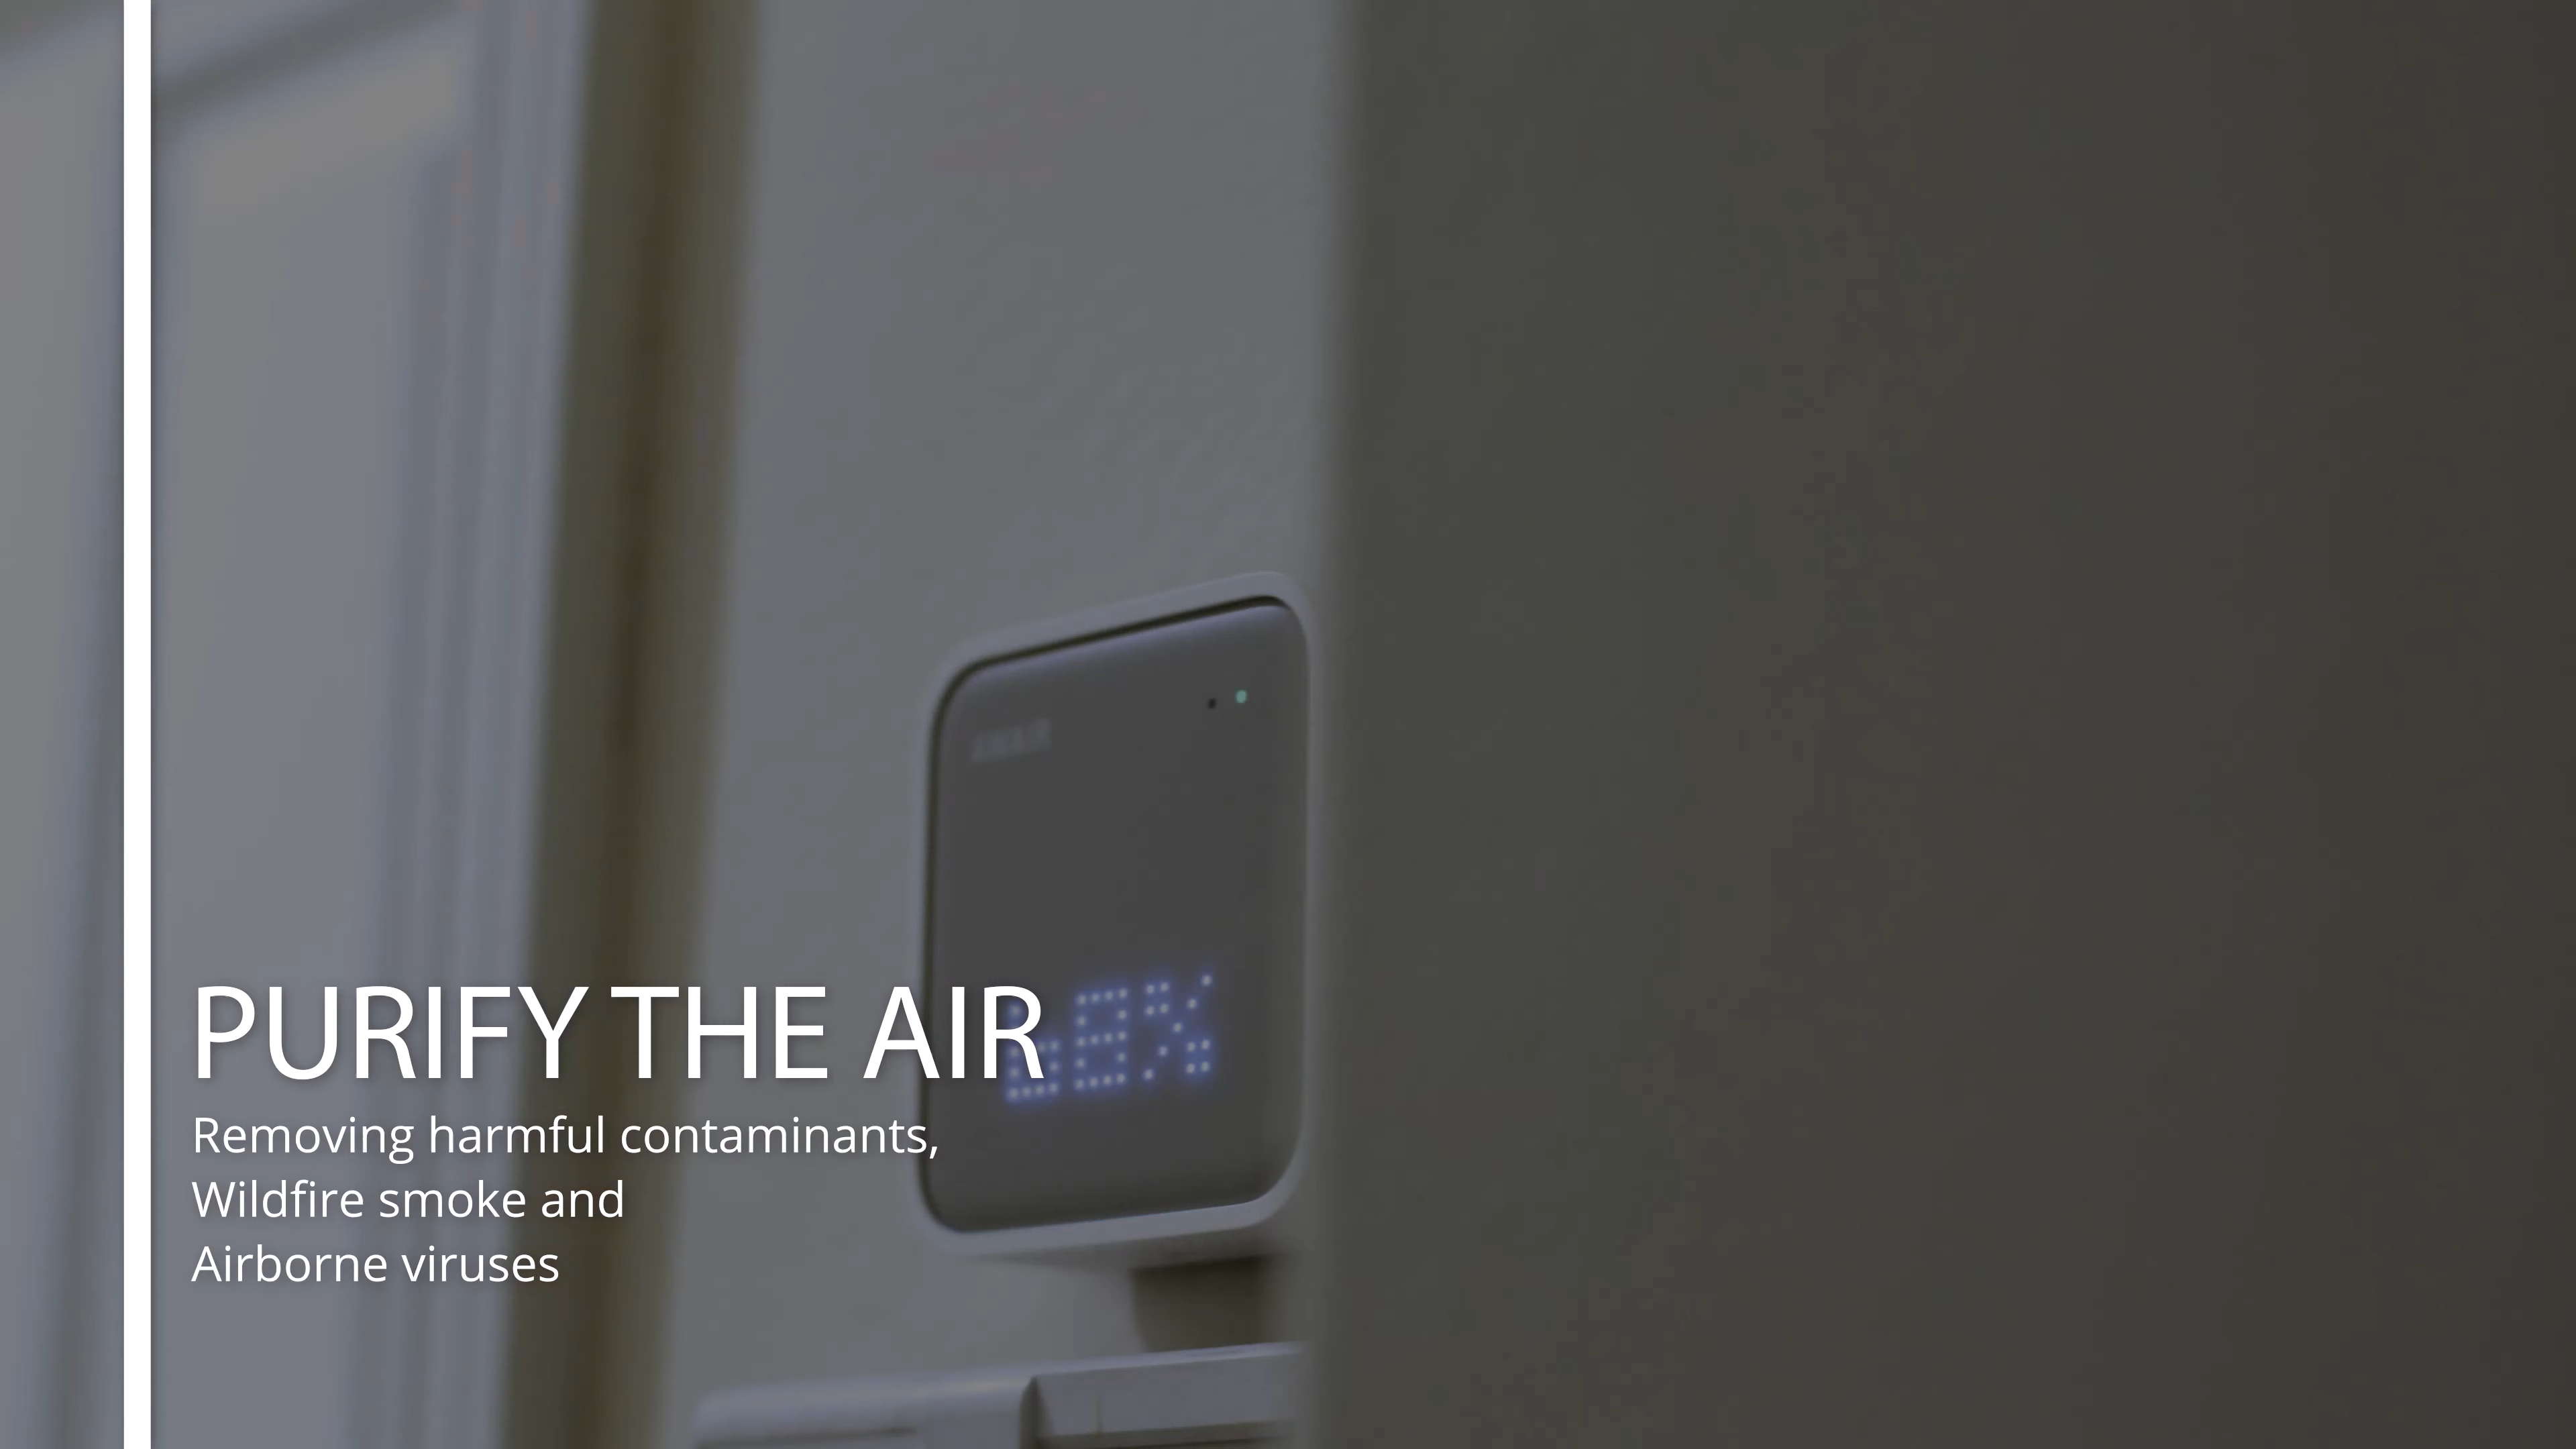 PURIFY THE AIR
Removing harmful contaminants,
Wildfire smoke and
Airborne viruses